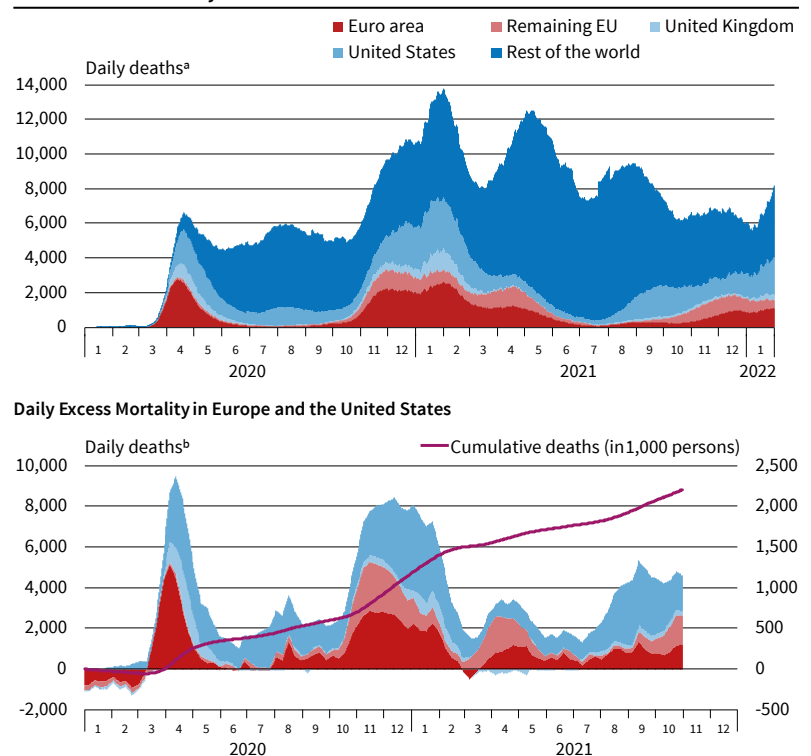 Euro area Remaining EU United Kingdom
United States Rest of the world
Daily deathsᵃ
14,000
12,000
10,000
8,000
6,000
4,000
2,000
0
1 2 3 4 5 6 7 8 9 10 11 12 1 2 3 4 5 6 7 8 9 10 11 12 1
2020 2021 2022
Daily Excess Mortality in Europe and the United States
Daily deathsᵇ Cumulative deaths (in 1,000 persons)
10,000 2,500
8,000 2,000
6,000 1,500
4,000 1,000
2,000 500
0 0
-2,000 -500
1 2 3 4 5 6 7 8 9 10 11 12 1 2 3 4 5 6 7 8 9 10 11 12
2020 2021